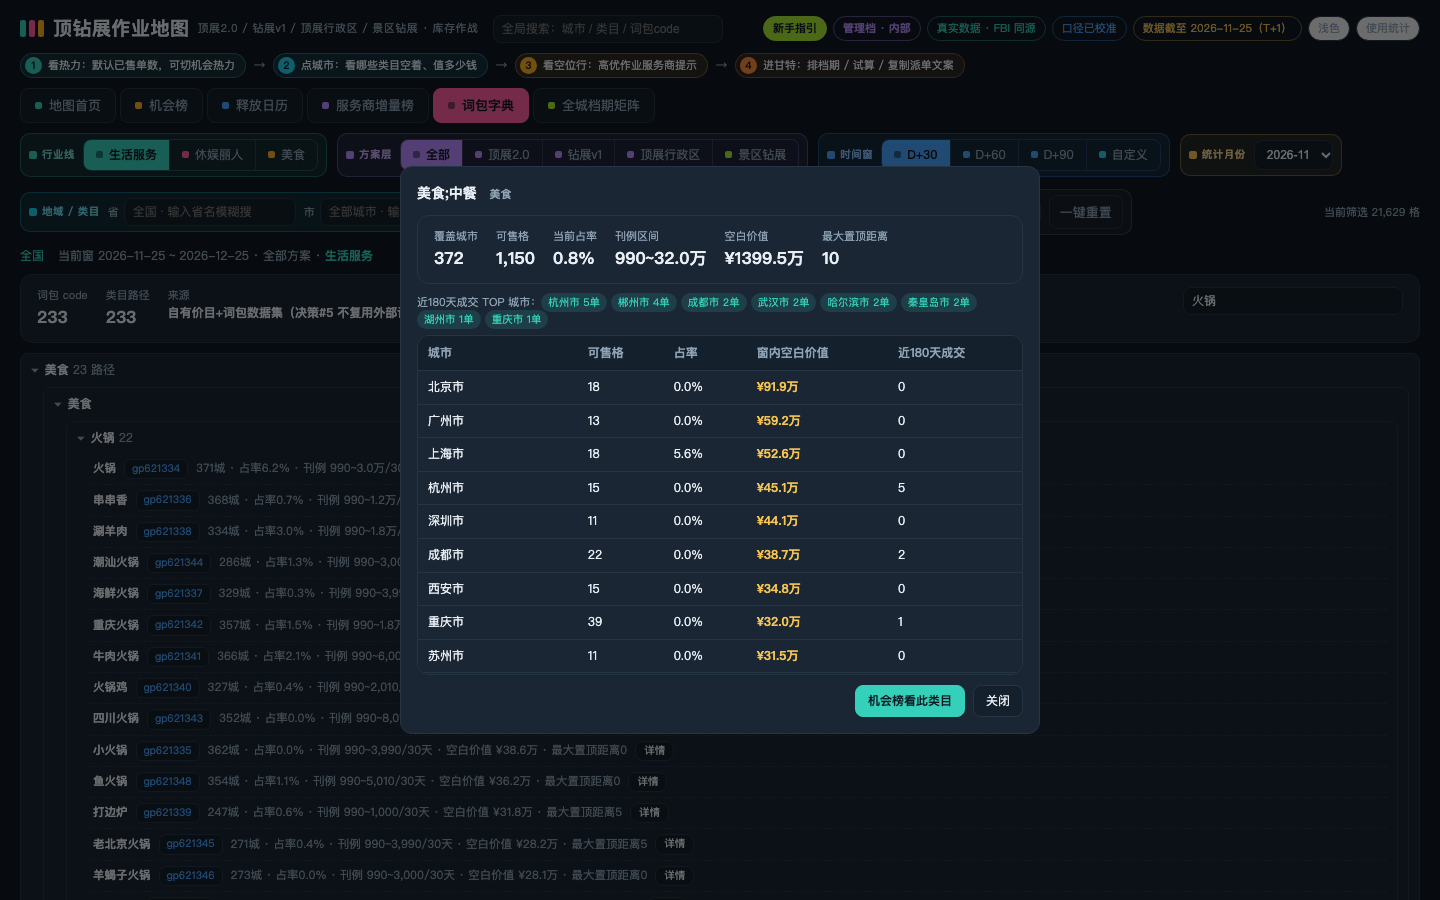 顶钻展作业地图 顶展2.0 / 钻展v1 / 顶展行政区 / 景区钻展 · 库存作战 全局搜索：城市 / 类目 / 词包code 新手指引 管理档 · 内部 真实数据 · FBI 同源 口径已校准 数据截至 2026-11-25（T+1） 浅色 使用统计
1 看热力：默认已售单数，可切机会热力 → 2 点城市：看哪些类目空着、值多少钱 → 3 看空位行：高优作业服务商提示 → 4 进甘特：排档期 / 试算 / 复制派单文案
地图首页 机会榜 释放日历 服务商增量榜 词包字典 全城档期矩阵
行业线 生活服务 休娱丽人 美食 方案层 全部 顶展2.0 钻展v1 顶展行政区 景区钻展 时间窗 D+30 D+60 D+90 自定义 统计月份 2026-11
地域 / 类目 省 全国 · 输入省名模糊搜 市 全部城市 · 输 一键重置 当前筛选 21,629 格
全国 当前窗 2026-11-25 ~ 2026-12-25 · 全部方案 · 生活服务
词包 code 类目路径 来源
233 233 自有价目+词包数据集（决策#5 不复用外部 火锅
美食 23 路径
美食
火锅 22
火锅 gp621334 371城 · 占率6.2% · 刊例 990~3.0万/30
串串香 gp621336 368城 · 占率0.7% · 刊例 990~1.2万/
涮羊肉 gp621338 334城 · 占率3.0% · 刊例 990~1.8万/
潮汕火锅 gp621344 286城 · 占率1.3% · 刊例 990~3,00
海鲜火锅 gp621337 329城 · 占率0.3% · 刊例 990~3,9
重庆火锅 gp621342 357城 · 占率1.5% · 刊例 990~1.8万
牛肉火锅 gp621341 366城 · 占率2.1% · 刊例 990~6,00
火锅鸡 gp621340 327城 · 占率0.4% · 刊例 990~2,010
四川火锅 gp621343 352城 · 占率0.0% · 刊例 990~8,0
小火锅 gp621335 362城 · 占率0.0% · 刊例 990~3,990/30天 · 空白价值 ¥38.6万 · 最大置顶距离0 详情
鱼火锅 gp621348 354城 · 占率1.1% · 刊例 990~5,010/30天 · 空白价值 ¥36.2万 · 最大置顶距离0 详情
打边炉 gp621339 247城 · 占率0.6% · 刊例 990~1,000/30天 · 空白价值 ¥31.8万 · 最大置顶距离5 详情
老北京火锅 gp621345 271城 · 占率0.4% · 刊例 990~3,990/30天 · 空白价值 ¥28.2万 · 最大置顶距离5 详情
羊蝎子火锅 gp621346 273城 · 占率0.0% · 刊例 990~3,000/30天 · 空白价值 ¥28.1万 · 最大置顶距离0 详情
美食;中餐 美食
覆盖城市 可售格 当前占率 刊例区间 空白价值 最大置顶距离
372 1,150 0.8% 990~32.0万 ¥1399.5万 10
近180天成交 TOP 城市： 杭州市 5单 郴州市 4单 成都市 2单 武汉市 2单 哈尔滨市 2单 秦皇岛市 2单
湖州市 1单 重庆市 1单
城市 可售格 占率 窗内空白价值 近180天成交
北京市 18 0.0% ¥91.9万 0
广州市 13 0.0% ¥59.2万 0
上海市 18 5.6% ¥52.6万 0
杭州市 15 0.0% ¥45.1万 5
深圳市 11 0.0% ¥44.1万 0
成都市 22 0.0% ¥38.7万 2
西安市 15 0.0% ¥34.8万 0
重庆市 39 0.0% ¥32.0万 1
苏州市 11 0.0% ¥31.5万 0
机会榜看此类目 关闭